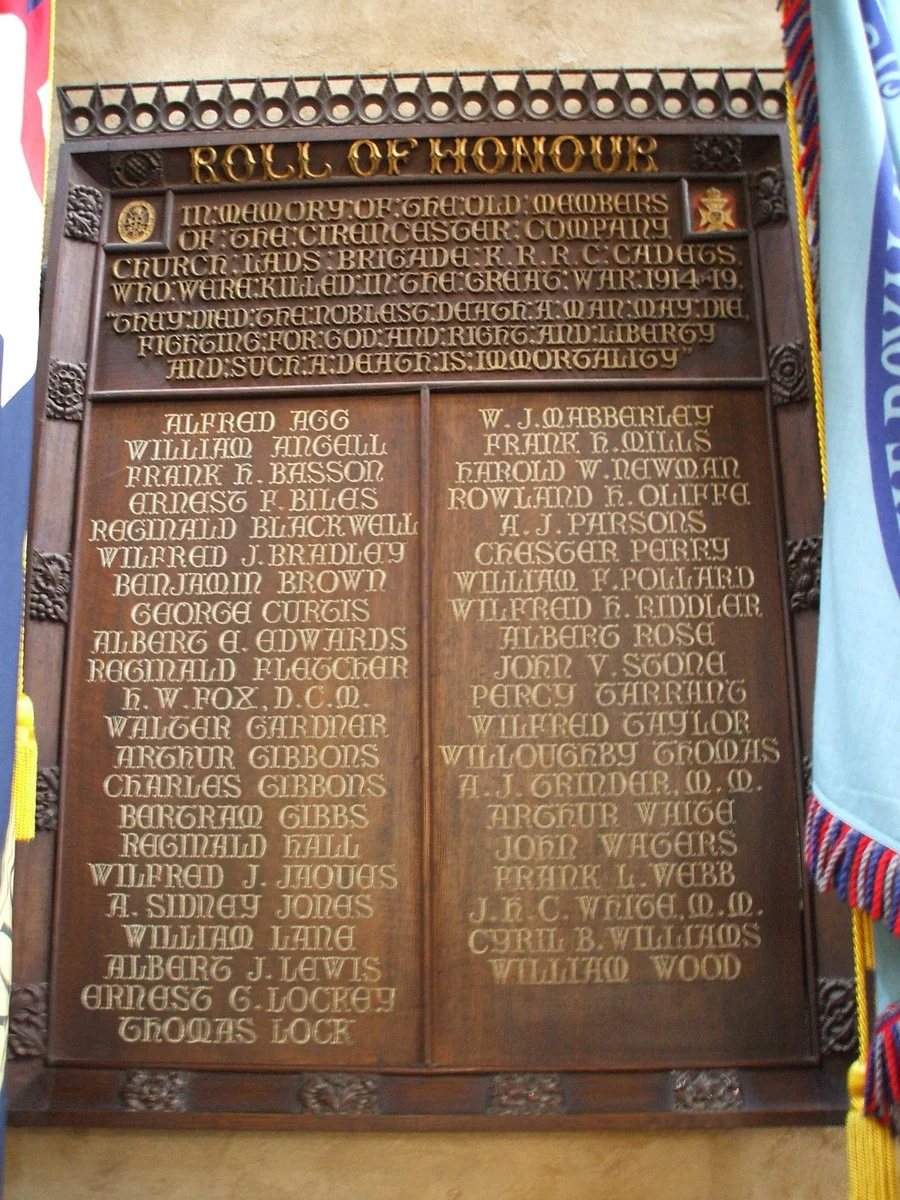 ROLL OF HONOUR
IN:MEMORY:OF:THE:OLD:MEMBERS
OF:THE:CIRENCESTER:COMPANY
CHURCH:LADS:BRIGADE:K.R.R.C:CADETS.
WHO:WERE:KILLED:IN:THE:GREAT:WAR.1914-19.
"THEY:DIED:THE:NOBLEST:DEATH:A:MAN:MAY:DIE,
FIGHTING:FOR:GOD:AND:RIGHT:AND:LIBERTY
AND:SUCH:A:DEATH:IS:IMMORTALITY"
ALFRED AGG
WILLIAM ANGELL
FRANK H. BASSON
ERNEST F. BILES
REGINALD BLACKWELL
WILFRED J. BRADLEY
BENJAMIN BROWN
GEORGE CURTIS
ALBERT E. EDWARDS
REGINALD FLETCHER
H. W. FOX, D.C.M.
WALTER GARDNER
ARTHUR GIBBONS
CHARLES GIBBONS
BERTRAM GIBBS
REGINALD HALL
WILFRED J. JAQUES
A. SIDNEY JONES
WILLIAM LANE
ALBERT J. LEWIS
ERNEST G. LOCKEY
THOMAS LOCK
W. J. MABBERLEY
FRANK H. MILLS
HAROLD W. NEWMAN
ROWLAND H. OLIFFE
A. J. PARSONS
CHESTER PERRY
WILLIAM F. POLLARD
WILFRED H. RIDDLER
ALBERT ROSE
JOHN V. STONE
PERCY TARRANT
WILFRED TAYLOR
WILLOUGHBY THOMAS
A. J. TRINDER, M.M.
ARTHUR WAITE
JOHN WATERS
FRANK L. WEBB
J. H. C. WHITE, M.M.
CYRIL B. WILLIAMS
WILLIAM WOOD